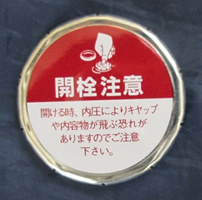 開栓注意
開ける時、内圧によりキャップ
や内容物が飛ぶ恐れが
ありますのでご注意
下さい。